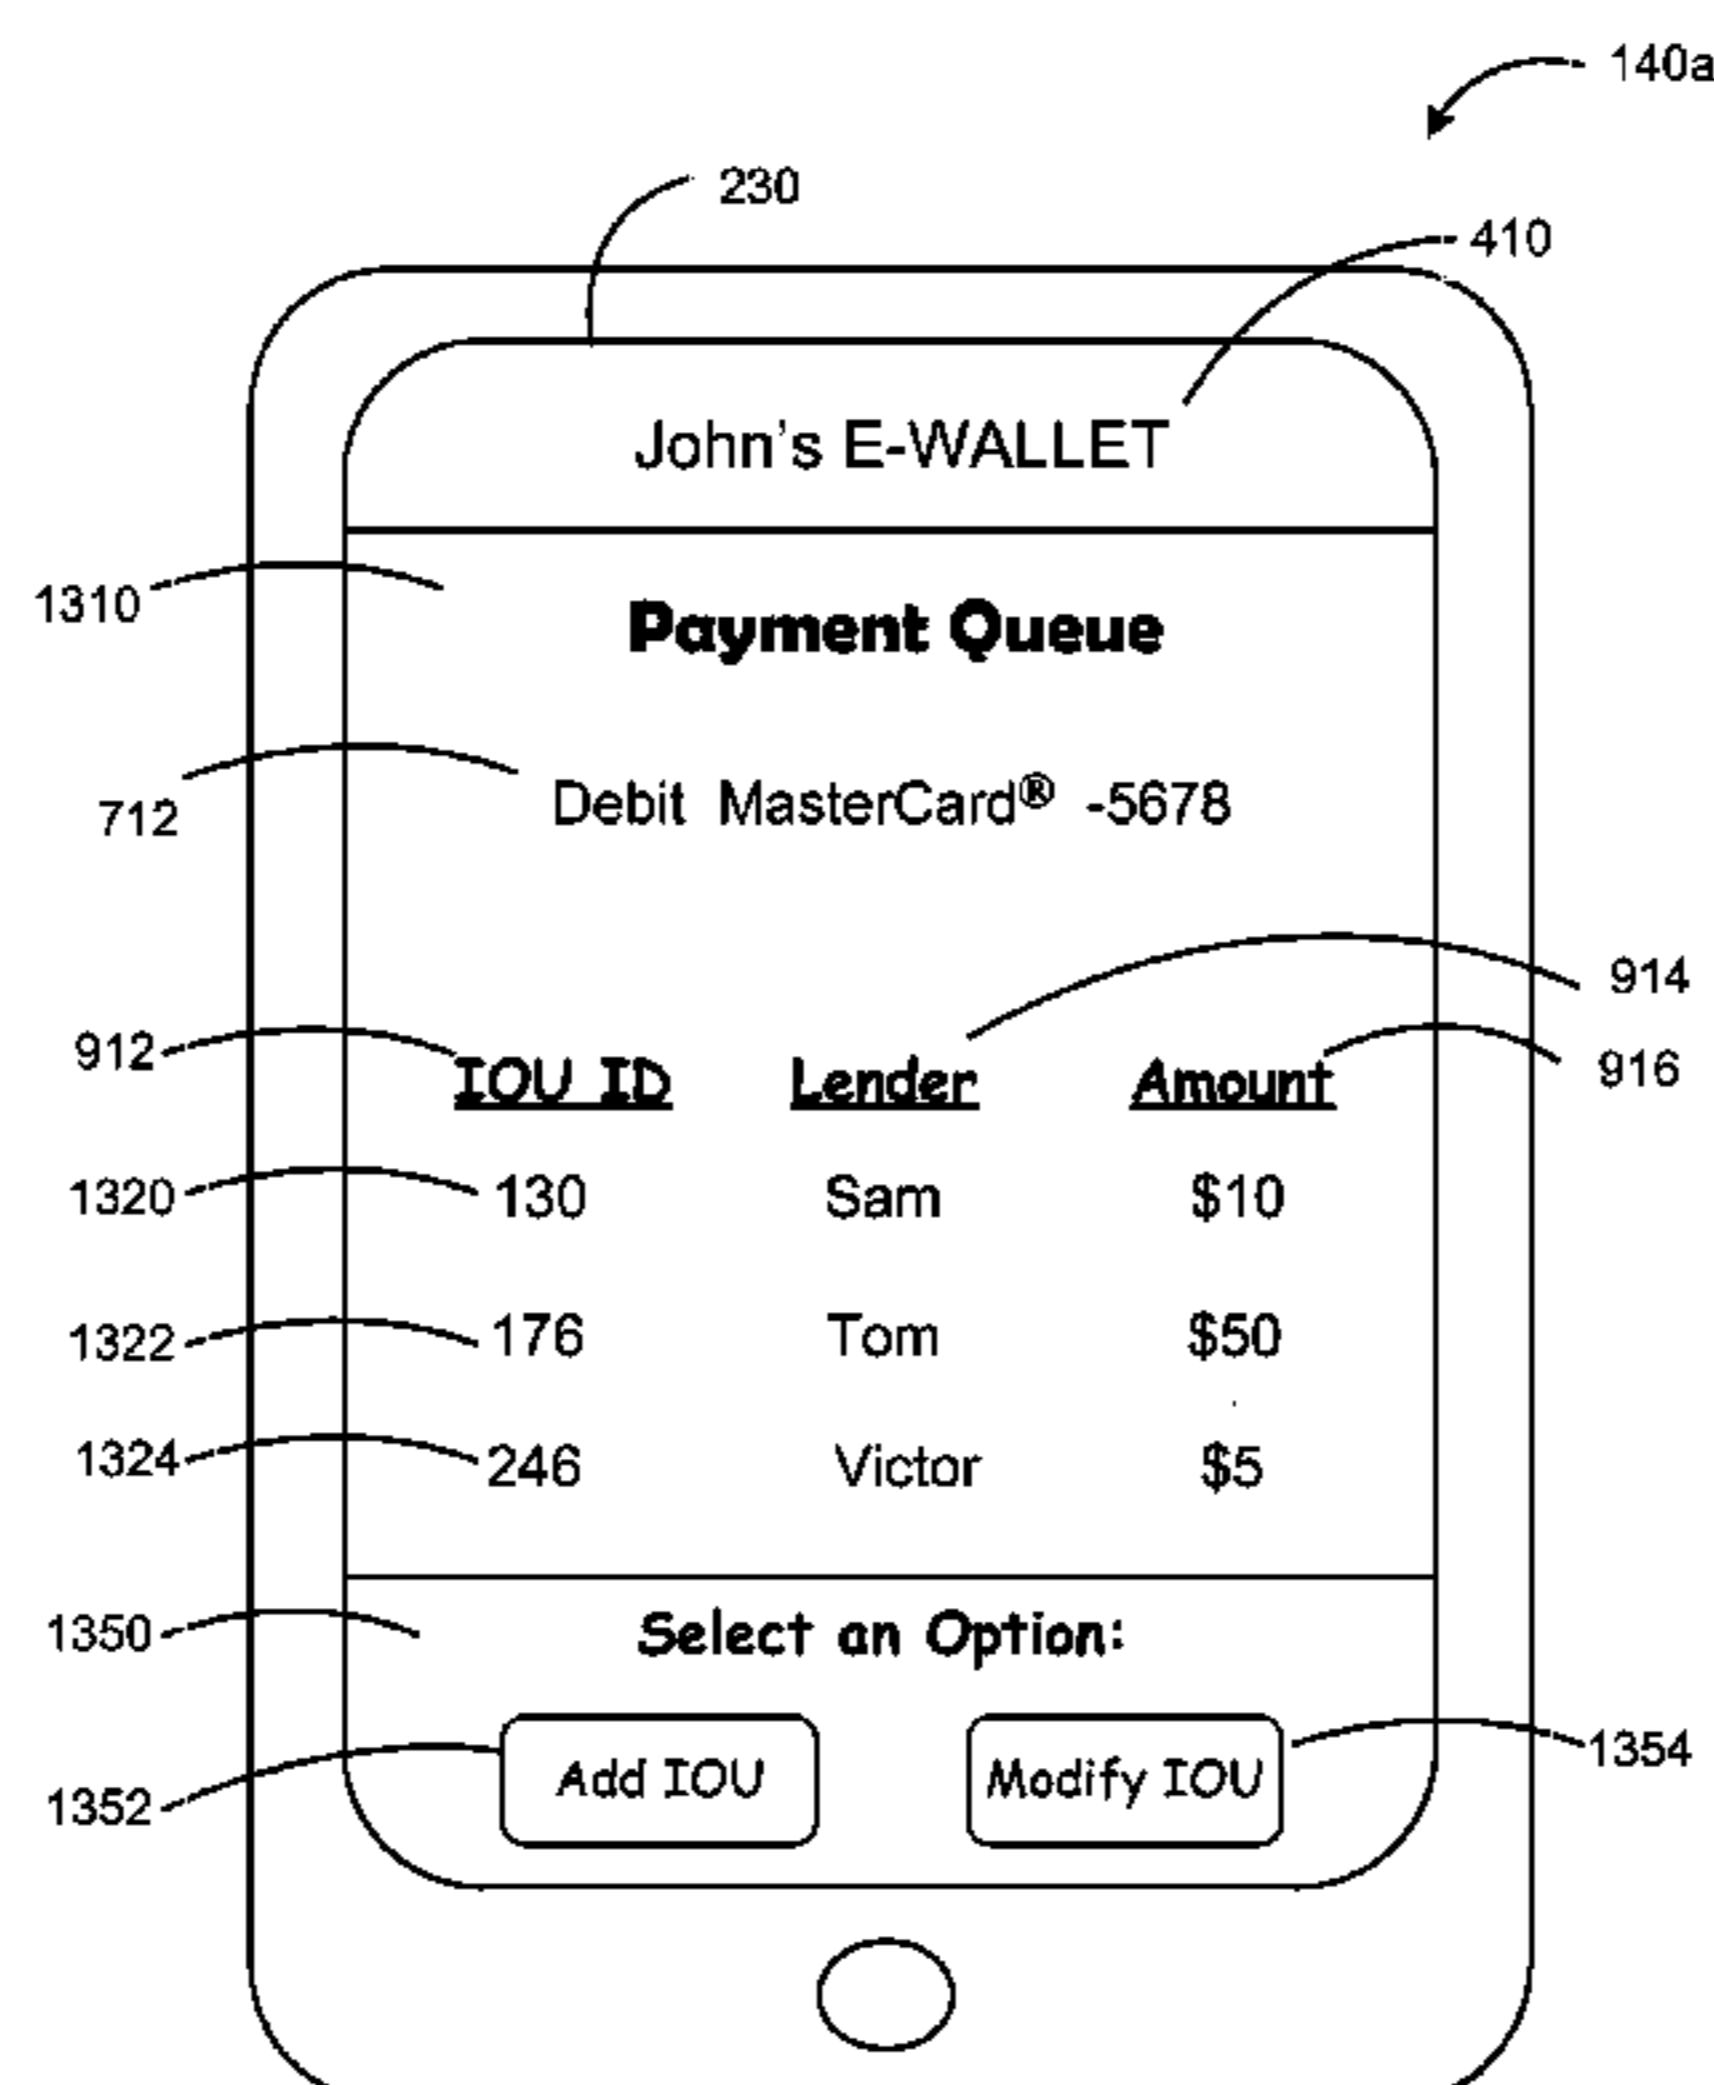 140a
230
410
John's E-WALLET
1310
Payment Queue
712
Debit MasterCard® -5678
914
912
IOU ID Lender Amount
916
1320 130 Sam $10
1322 176 Tom $50
1324 246 Victor $5
1350 Select an Option:
1352 Add IOU Modify IOU 1354